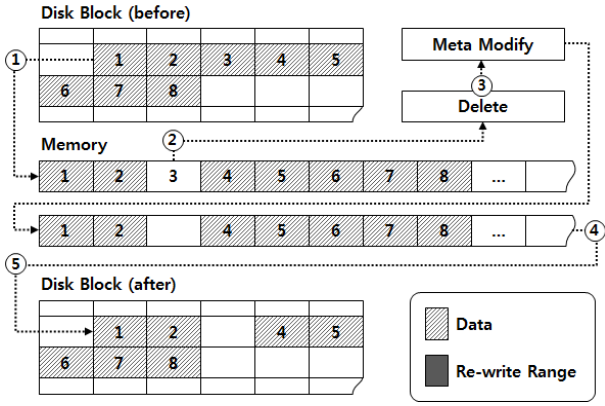 Disk Block (before)
1 2 3 4 5
6 7 8
1
Meta Modify
3
Delete
2
Memory
1 2 3 4 5 6 7 8 ...
1 2 4 5 6 7 8 ...
4
5
Disk Block (after)
1 2 4 5
6 7 8
Data
Re-write Range